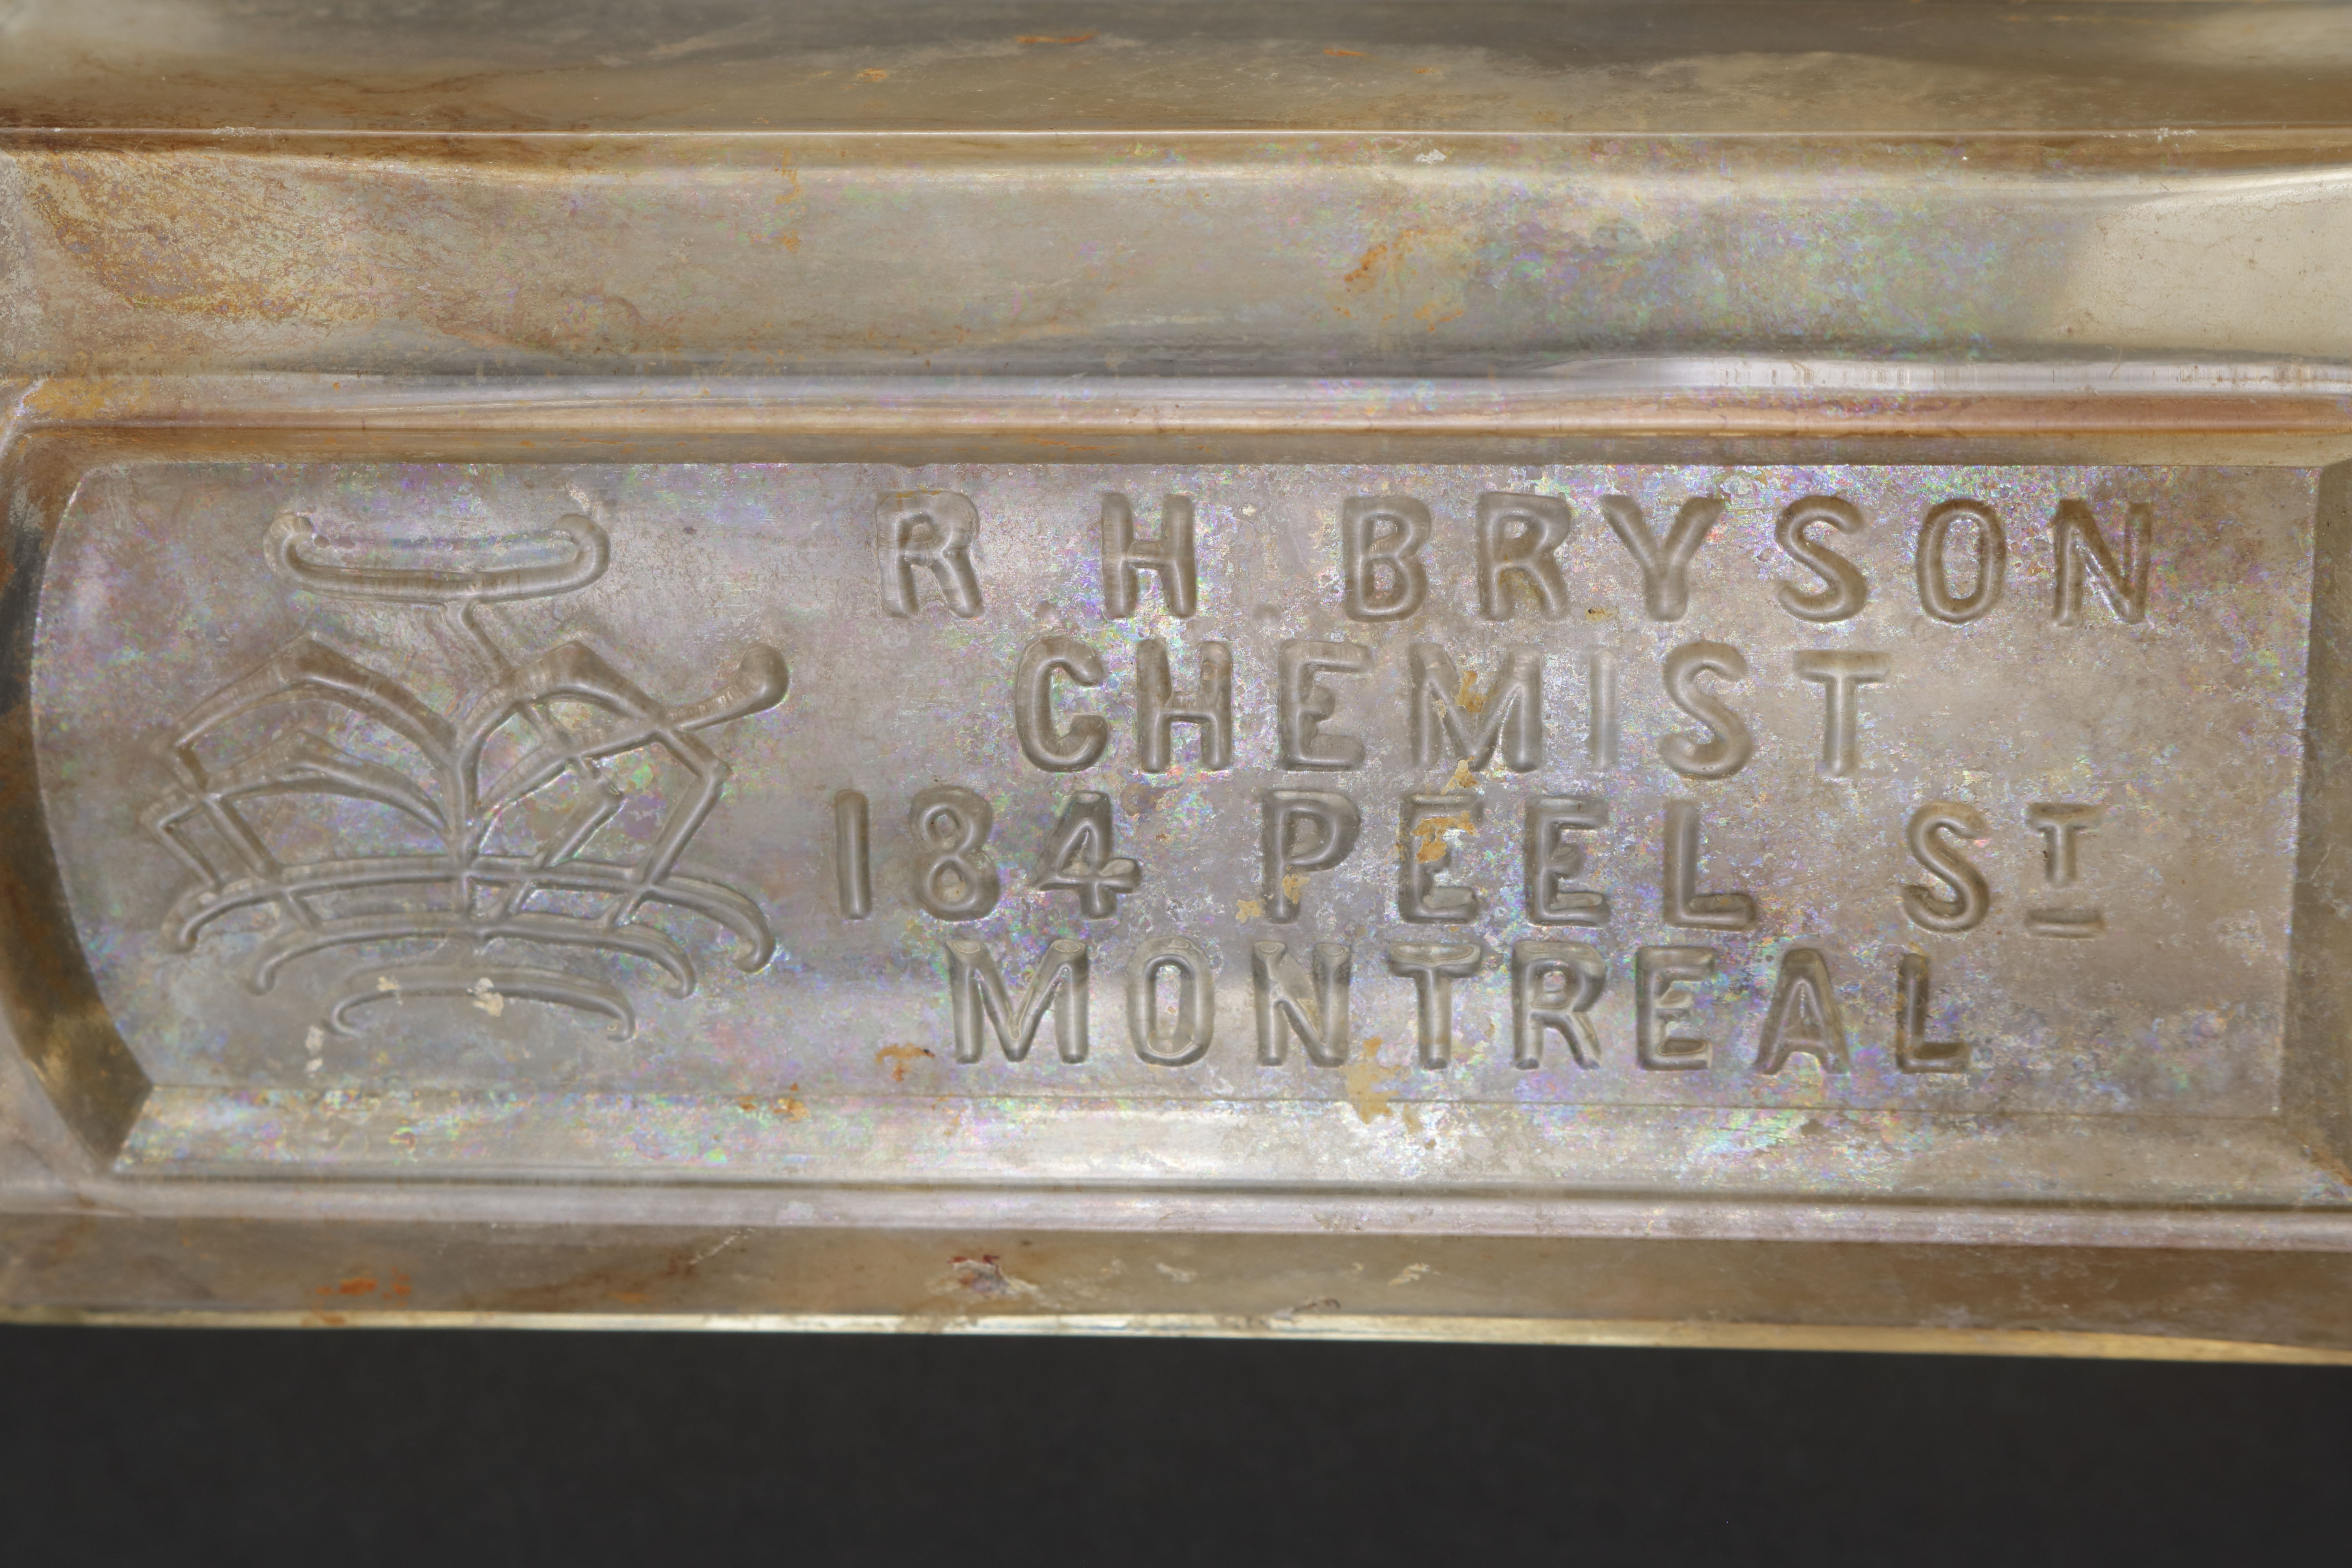 R.H.BRYSON
CHEMIST
184 PEEL ST
MONTREAL